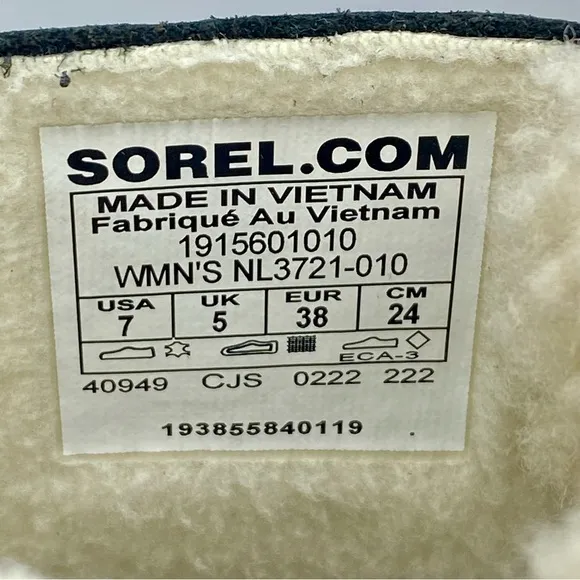 SOREL.COM
MADE IN VIETNAM
Fabriqué Au Vietnam
1915601010
WMN'S NL3721-010
USA UK EUR CM
7 5 38 24
ECA-3
40949 CJS 0222 222
193855840119